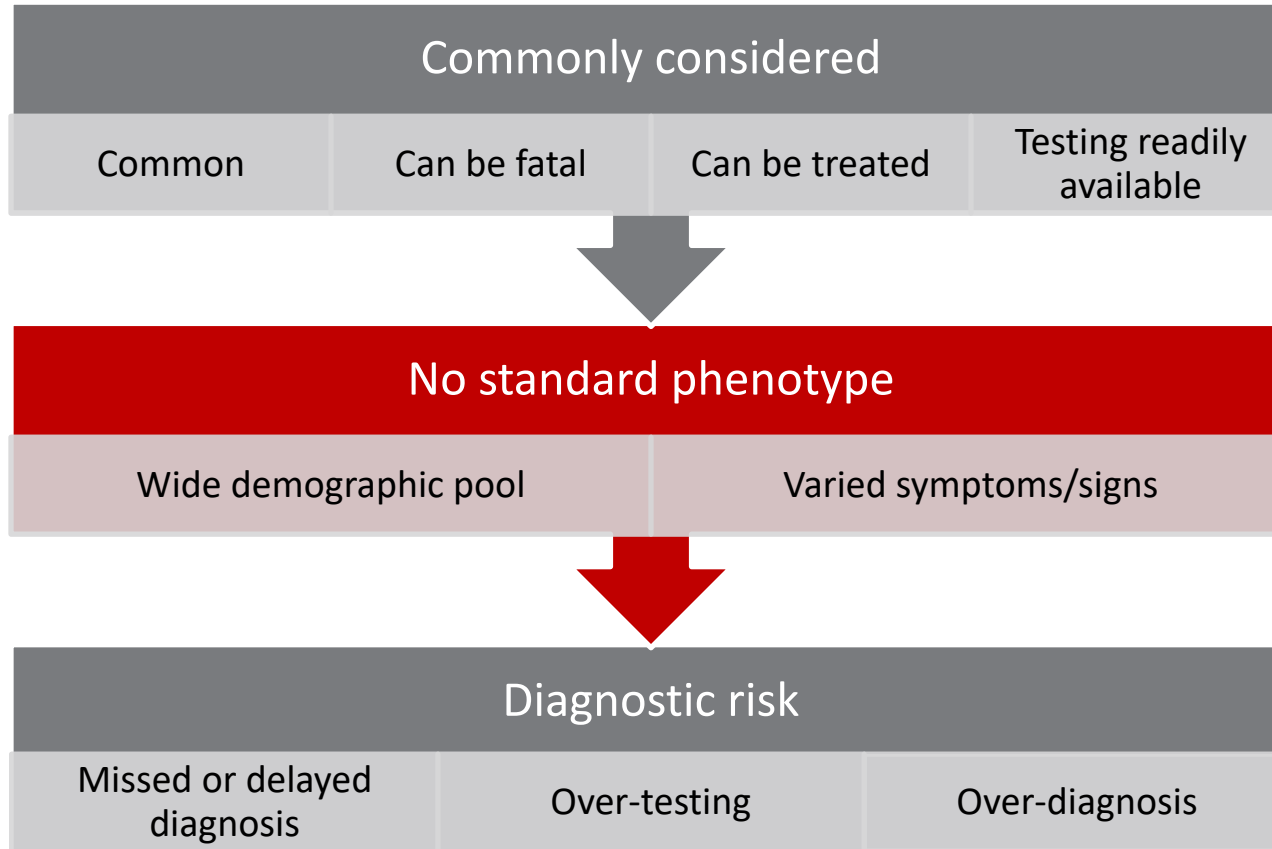 Commonly considered
Common
Can be fatal
Can be treated
Testing readily
available
No standard phenotype
Wide demographic pool
Varied symptoms/signs
Diagnostic risk
Missed or delayed
diagnosis
Over-testing
Over-diagnosis